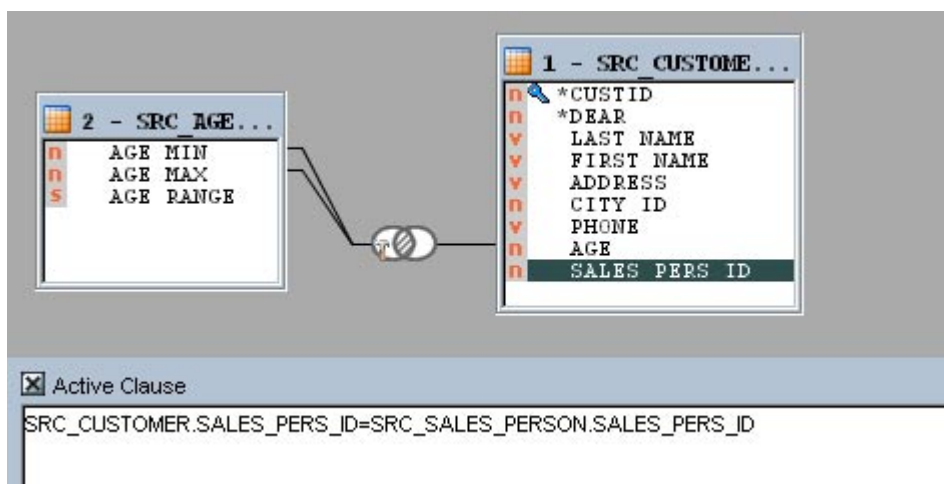 2 - SRC_AGE...
n AGE MIN
n AGE MAX
s AGE RANGE
1 - SRC_CUSTOME...
n *CUSTID
n *DEAR
v LAST NAME
v FIRST NAME
v ADDRESS
n CITY ID
v PHONE
n AGE
n SALES PERS ID
Active Clause
SRC_CUSTOMER.SALES_PERS_ID=SRC_SALES_PERSON.SALES_PERS_ID